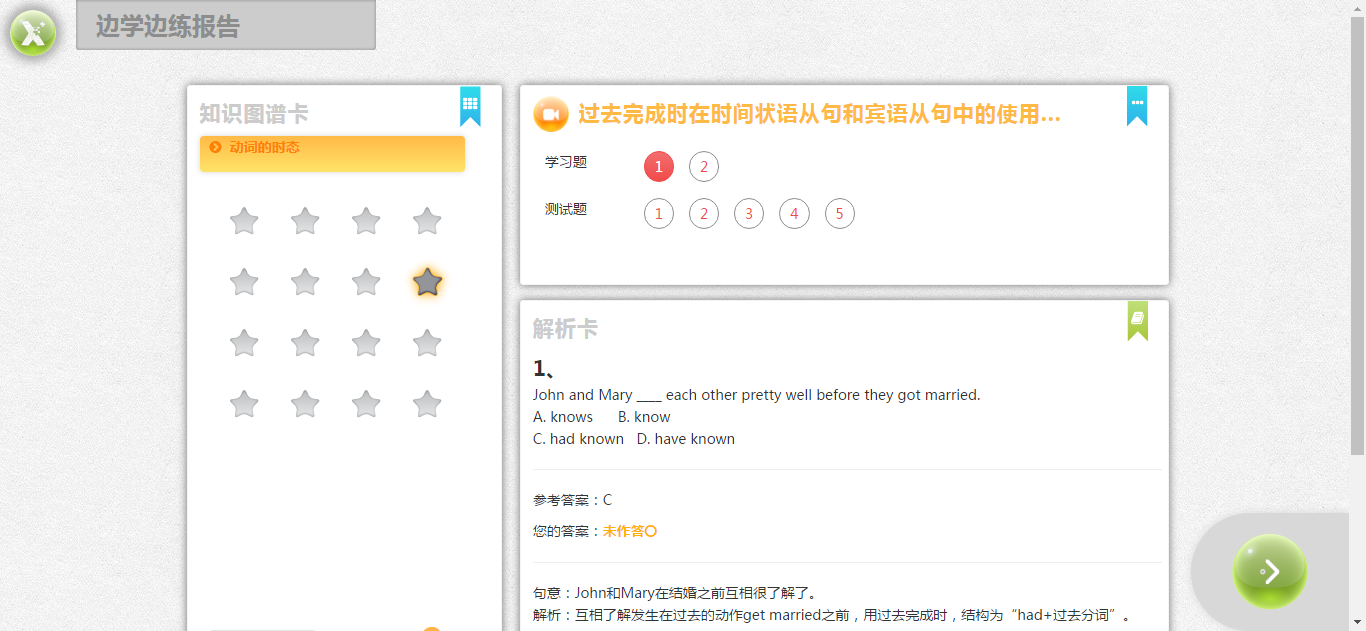 边学边练报告
知识图谱卡
动词的时态
过去完成时在时间状语从句和宾语从句中的使用...
学习题 1 2
测试题 1 2 3 4 5
解析卡
1、
John and Mary ____ each other pretty well before they got married.
A. knows B. know
C. had known D. have known
参考答案：C
您的答案：未作答〇
句意：John和Mary在结婚之前互相很了解了。
解析：互相了解发生在过去的动作get married之前，用过去完成时，结构为“had+过去分词”。